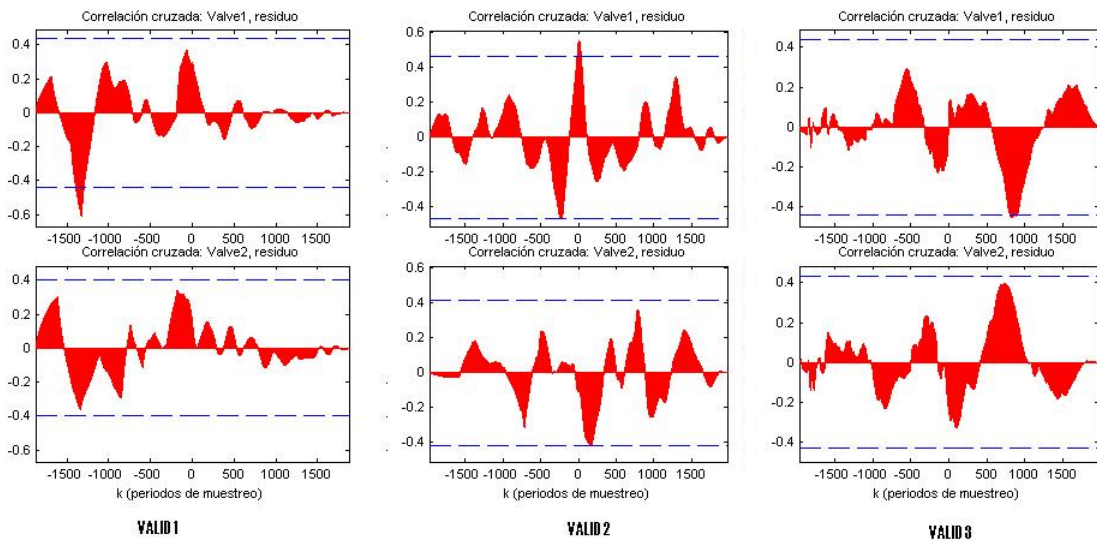 Correlación cruzada: Valve1, residuo
0.4
0.2
0
-0.2
-0.4
-0.6
-1500 -1000 -500 0 500 1000 1500
Correlación cruzada: Valve2, residuo
0.4
0.2
0
-0.2
-0.4
-0.6
-1500 -1000 -500 0 500 1000 1500
k (periodos de muestreo)
VALID 1
Correlación cruzada: Valve1, residuo
0.6
0.4
0.2
0
-0.2
-0.4
-1500 -1000 -500 0 500 1000 1500
Correlación cruzada: Valve2, residuo
0.6
0.4
0.2
0
-0.2
-0.4
-1500 -1000 -500 0 500 1000 1500
k (periodos de muestreo)
VALID 2
Correlación cruzada: Valve1, residuo
0.4
0.2
0
-0.2
-0.4
-1500 -1000 -500 0 500 1000 1500
Correlación cruzada: Valve2, residuo
0.4
0.2
0
-0.2
-0.4
-1500 -1000 -500 0 500 1000 1500
k (periodos de muestreo)
VALID 3